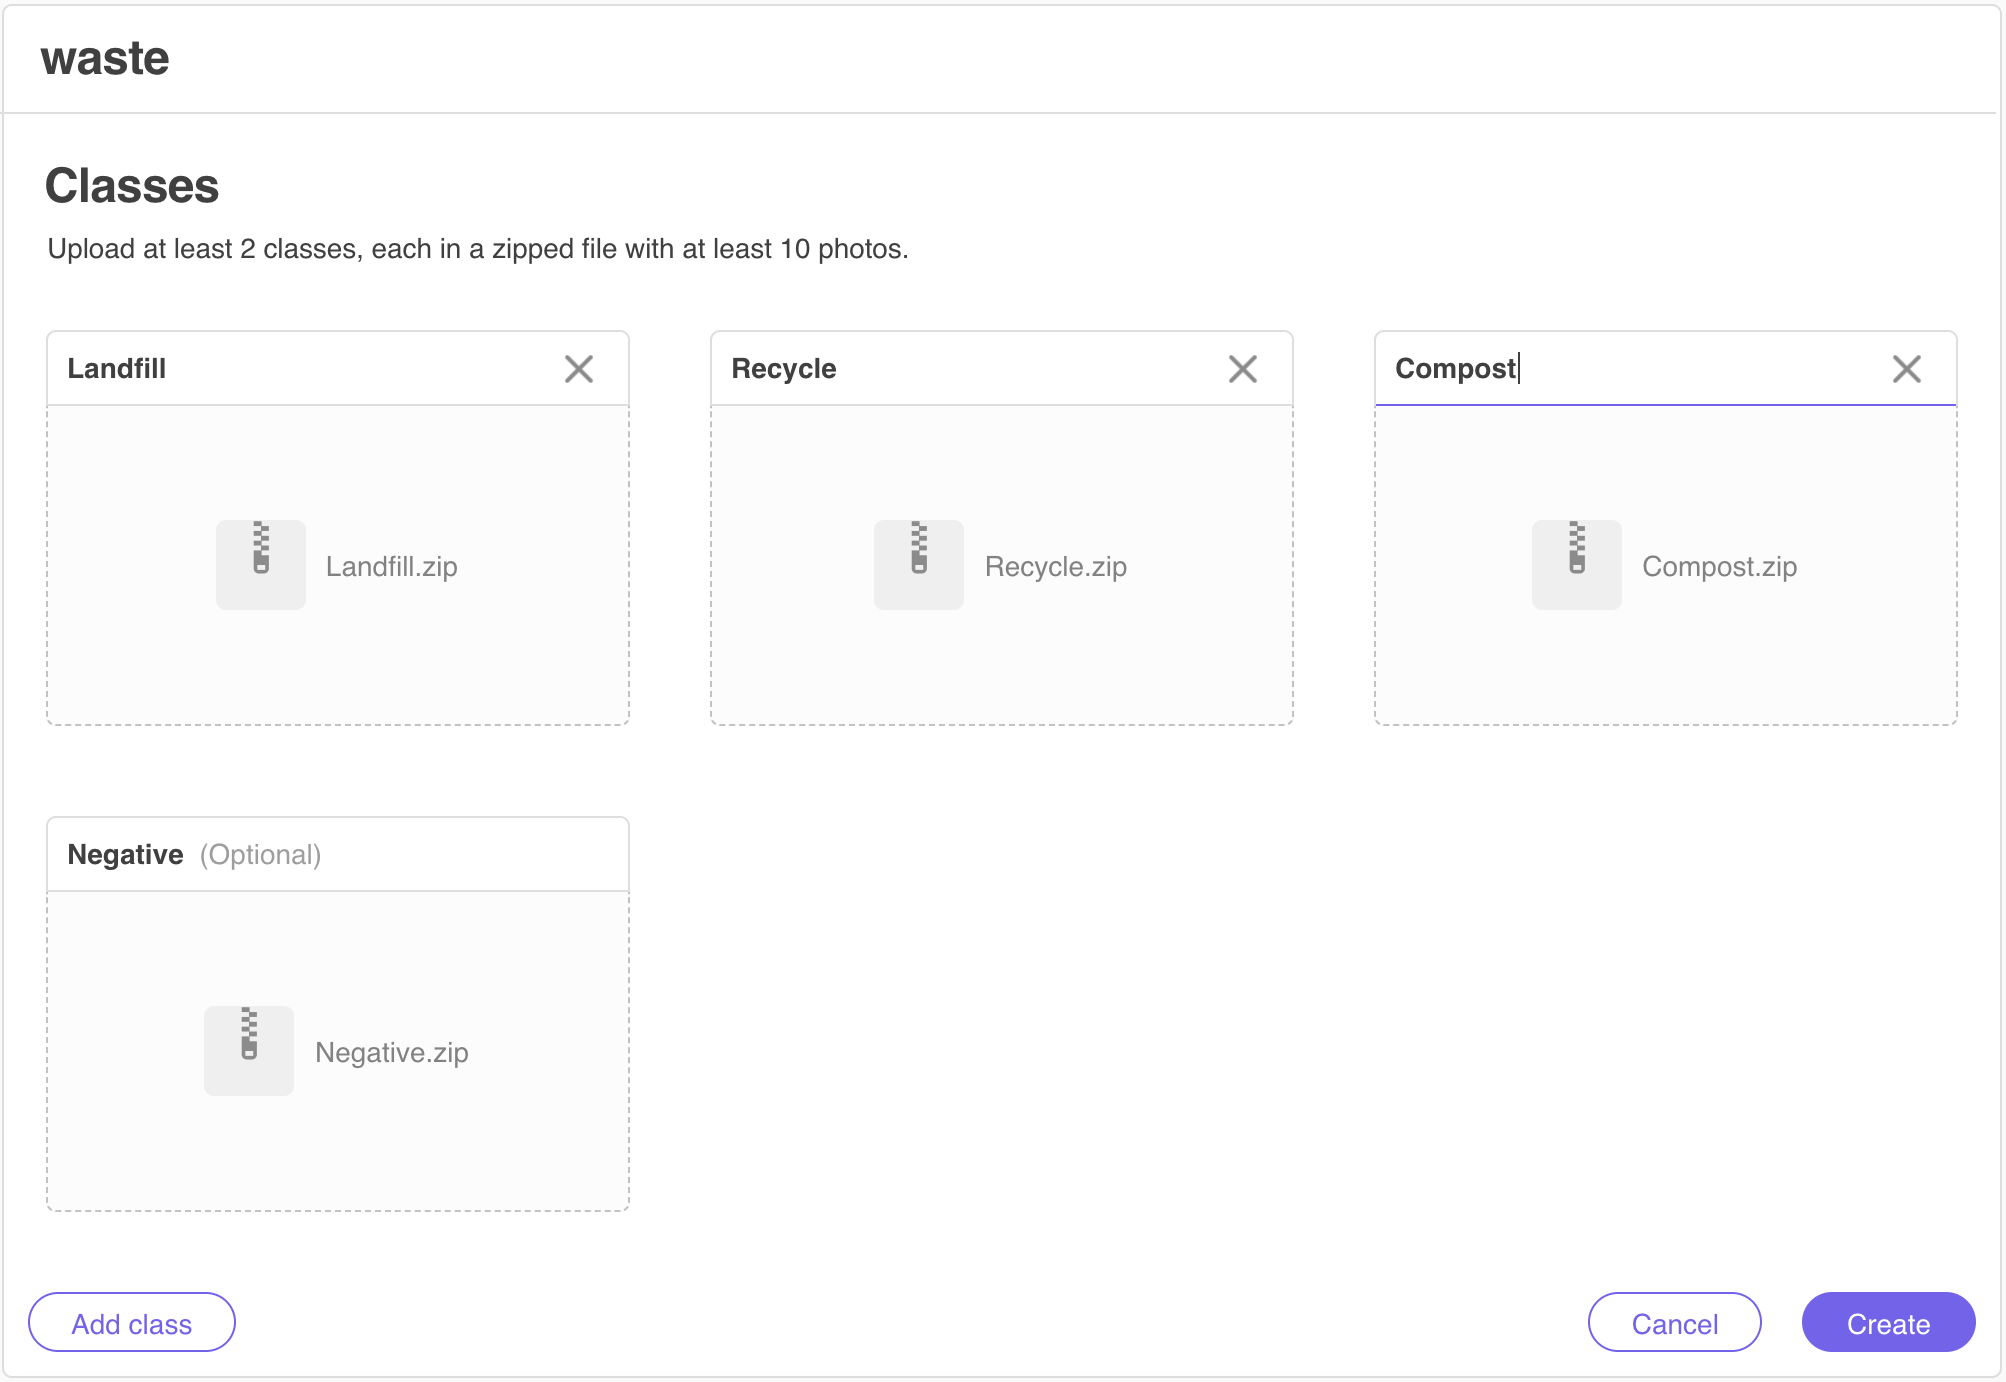 waste
Classes
Upload at least 2 classes, each in a zipped file with at least 10 photos.
Landfill
Recycle
Compost
Landfill.zip
Recycle.zip
Compost.zip
Negative (Optional)
Negative.zip
Add class
Cancel
Create